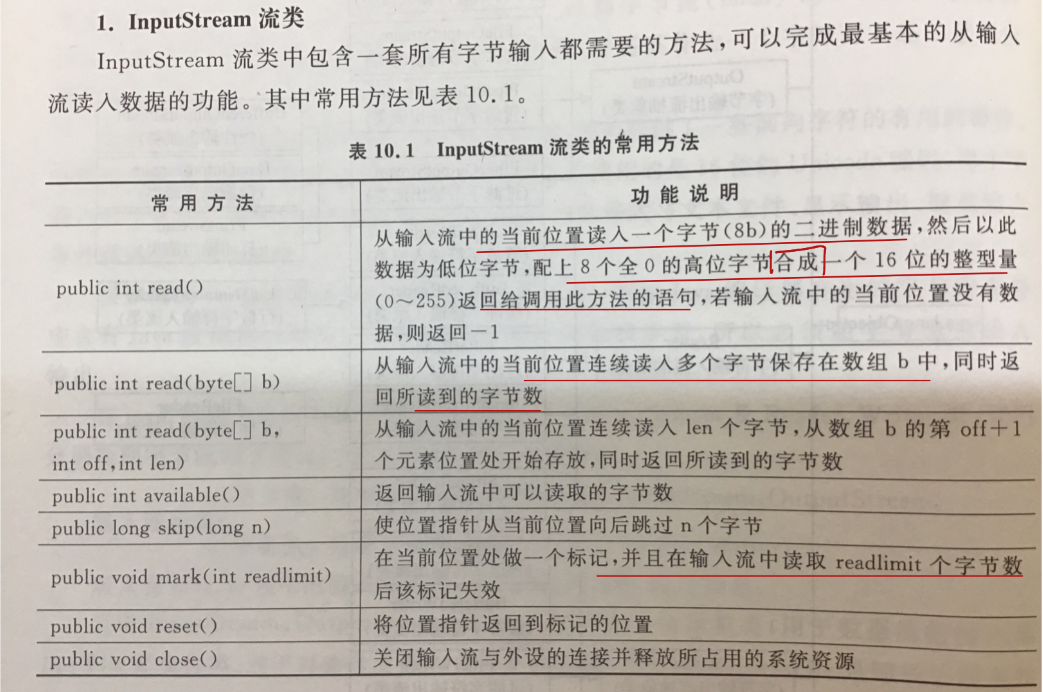 1. InputStream 流类
InputStream 流类中包含一套所有字节输入都需要的方法，可以完成最基本的从输入
流读入数据的功能。其中常用方法见表 10.1。
表 10.1 InputStream 流类的常用方法
常用方法
功能说明
public int read()
从输入流中的当前位置读入一个字节(8b)的二进制数据，然后以此
数据为低位字节，配上 8 个全 0 的高位字节合成一个 16 位的整型量
(0～255)返回给调用此方法的语句，若输入流中的当前位置没有数
据，则返回－1
public int read(byte[] b)
从输入流中的当前位置连续读入多个字节保存在数组 b 中，同时返
回所读到的字节数
public int read(byte[] b,
int off,int len)
从输入流中的当前位置连续读入 len 个字节，从数组 b 的第 off＋1
个元素位置处开始存放，同时返回所读到的字节数
public int available()
返回输入流中可以读取的字节数
public long skip(long n)
使位置指针从当前位置向后跳过 n 个字节
public void mark(int readlimit)
在当前位置处做一个标记，并且在输入流中读取 readlimit 个字节数
后该标记失效
public void reset()
将位置指针返回到标记的位置
public void close()
关闭输入流与外设的连接并释放所占用的系统资源